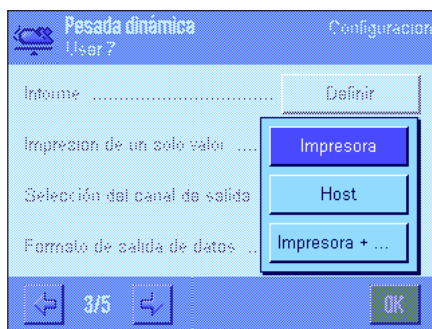 Pesada dinámica
Configuracion
User 7
Informe ................................. Definir
Impresion de un solo valor ....
Impresora
Selección del canal de salida
Host
Formato de salida de datos ..
Impresora + ...
3/5
OK